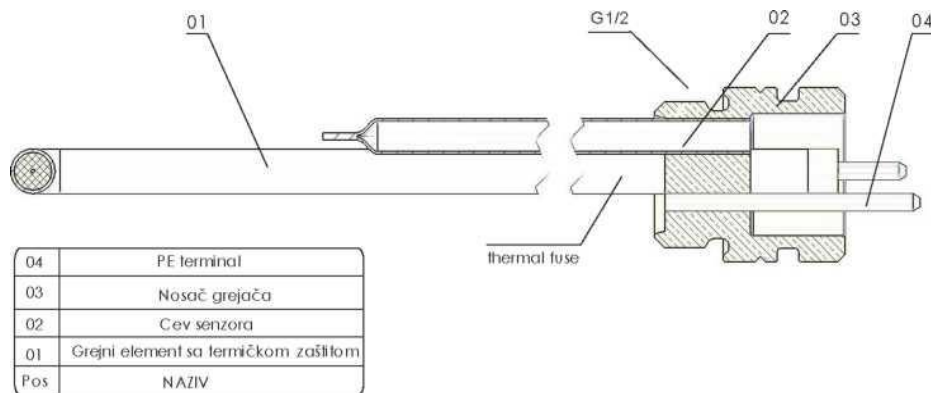 01
G1/2
02
03
04
thermal fuse
04 PE terminal
03 Nosač grejača
02 Cev senzora
01 Grejni element sa termičkom zaštitom
Pos NAZIV